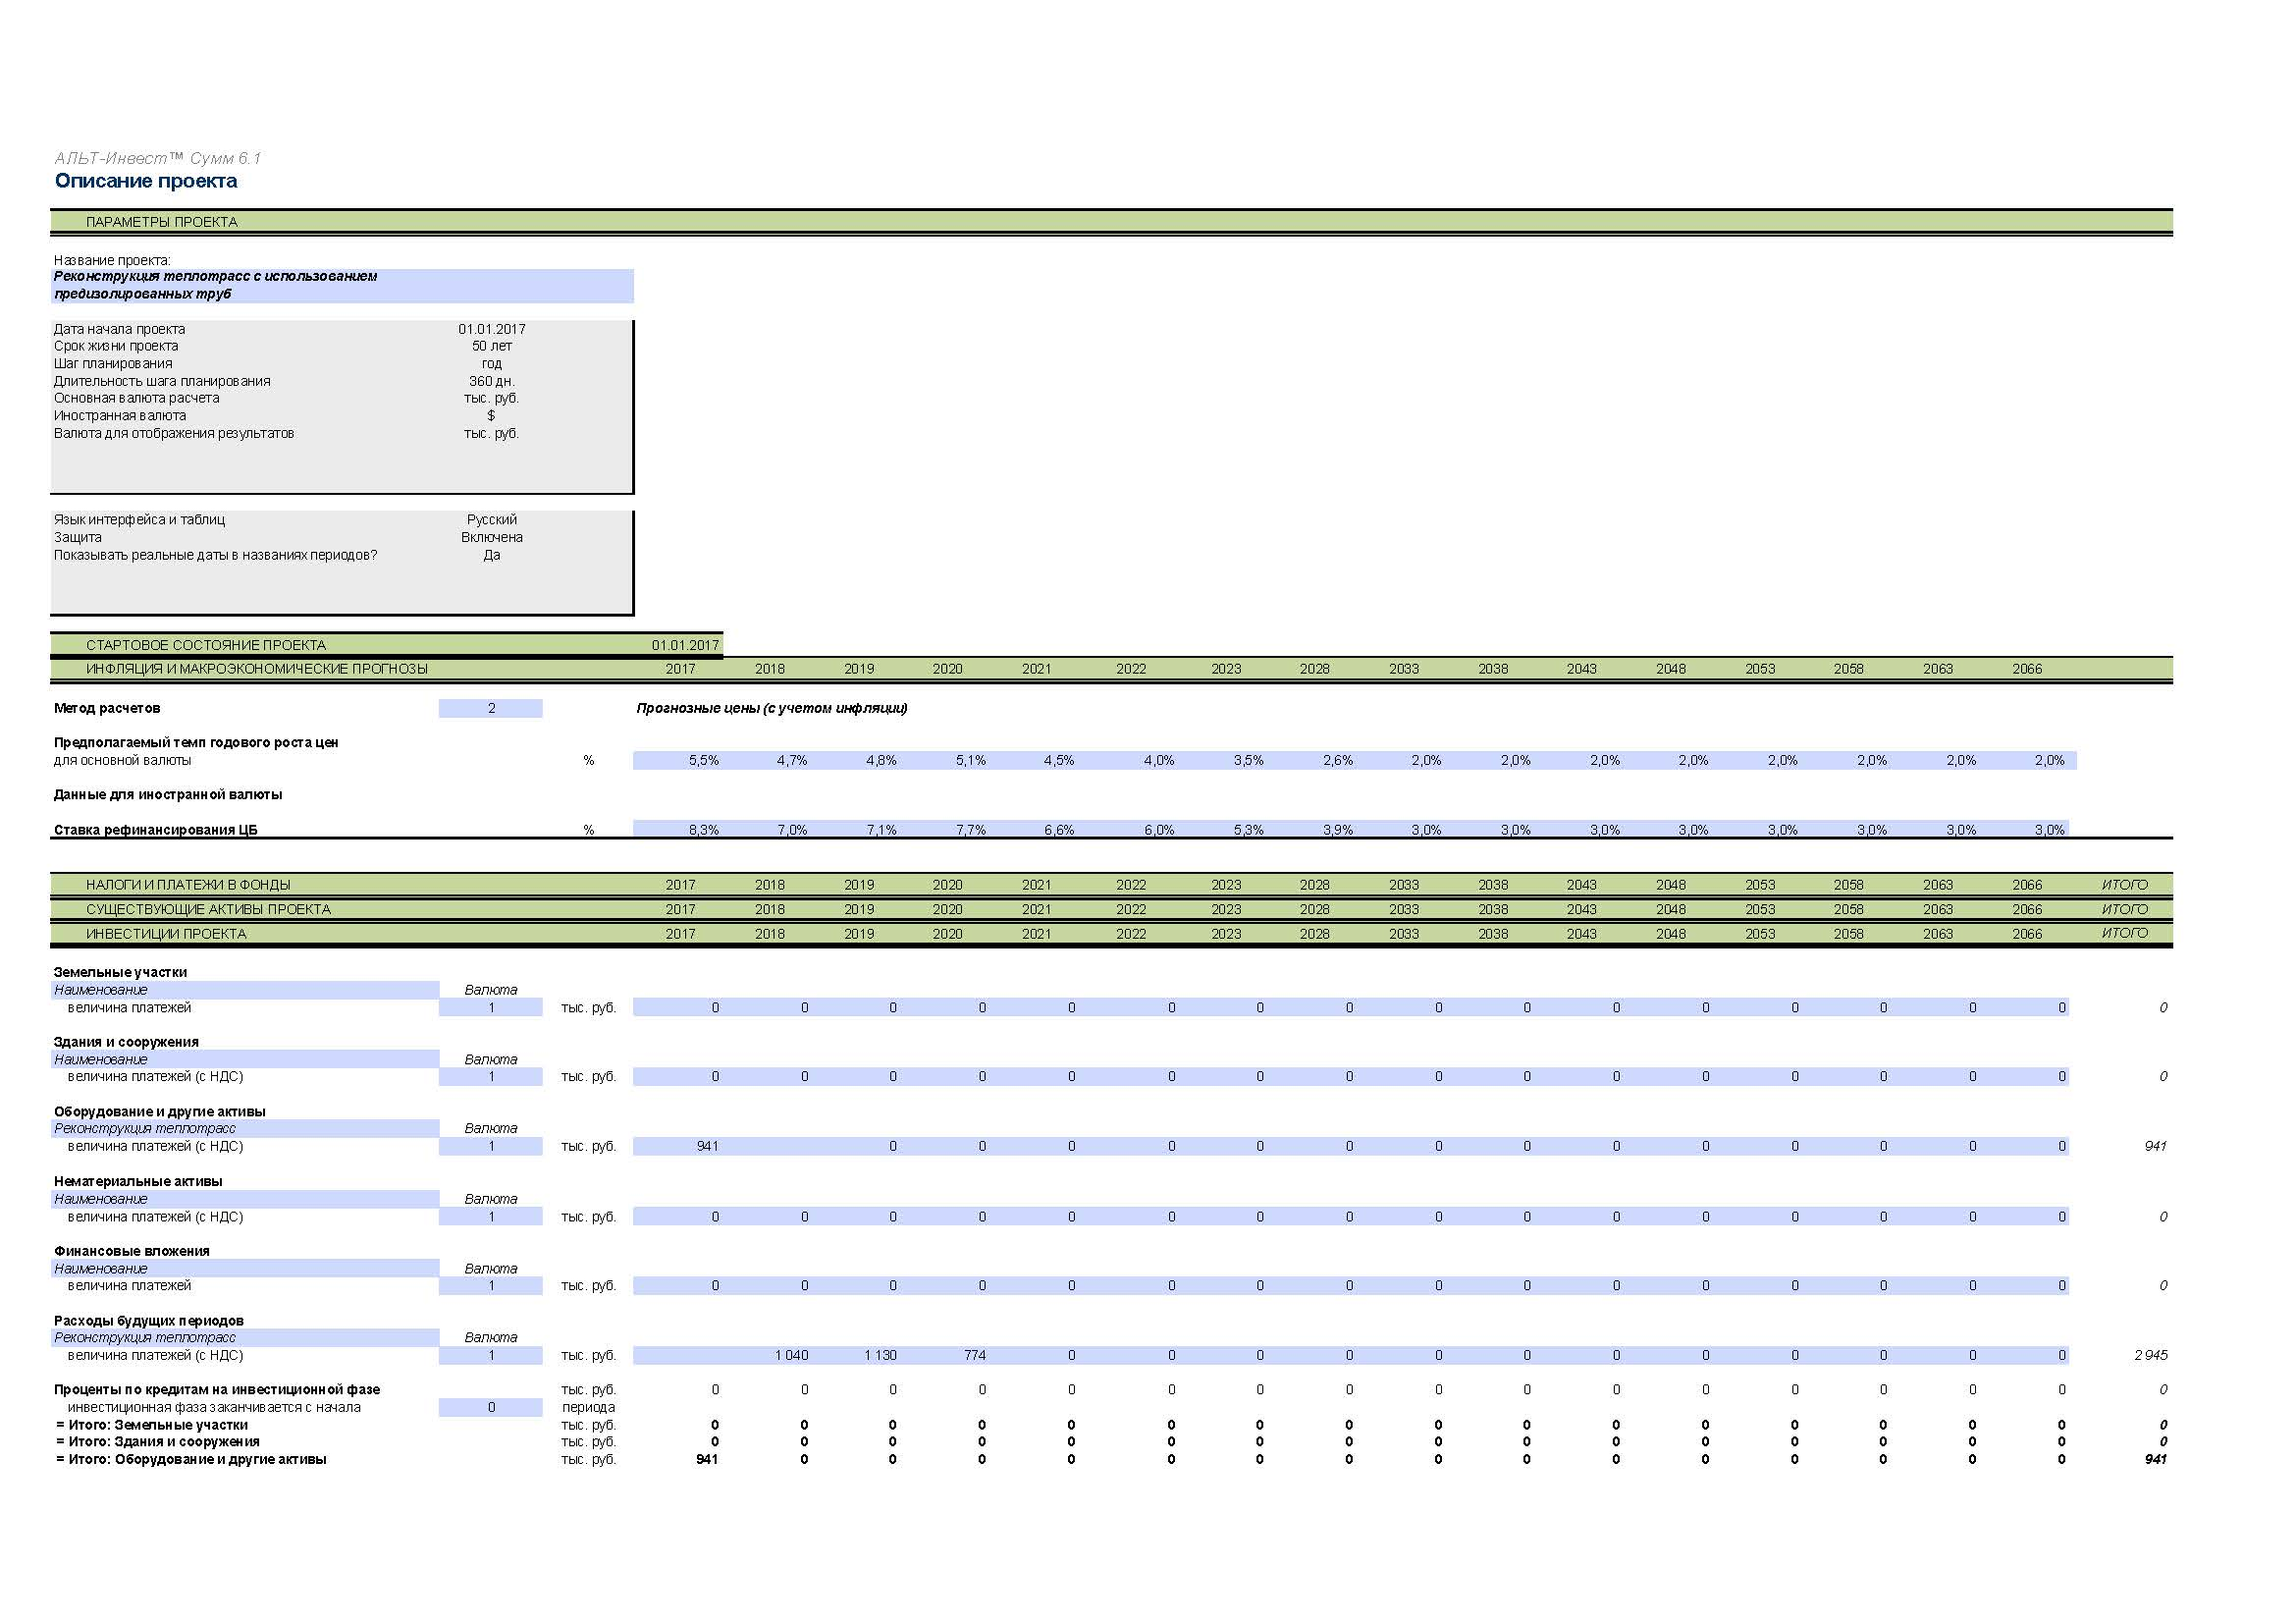 АЛЬТ-Инвест™ Сумм 6.1
Описание проекта
ПАРАМЕТРЫ ПРОЕКТА
Название проекта:
Реконструкция теплотрасс с использованием
предизолированных труб
Дата начала проекта 01.01.2017
Срок жизни проекта 50 лет
Шаг планирования год
Длительность шага планирования 360 дн.
Основная валюта расчета тыс. руб.
Иностранная валюта $
Валюта для отображения результатов тыс. руб.
Язык интерфейса и таблиц Русский
Защита Включена
Показывать реальные даты в названиях периодов? Да
СТАРТОВОЕ СОСТОЯНИЕ ПРОЕКТА 01.01.2017
ИНФЛЯЦИЯ И МАКРОЭКОНОМИЧЕСКИЕ ПРОГНОЗЫ 2017 2018 2019 2020 2021 2022 2023 2028 2033 2038 2043 2048 2053 2058 2063 2066
Метод расчетов 2 Прогнозные цены (с учетом инфляции)
Предполагаемый темп годового роста цен
для основной валюты % 5,5% 4,7% 4,8% 5,1% 4,5% 4,0% 3,5% 2,6% 2,0% 2,0% 2,0% 2,0% 2,0% 2,0% 2,0% 2,0%
Данные для иностранной валюты
Ставка рефинансирования ЦБ % 8,3% 7,0% 7,1% 7,7% 6,6% 6,0% 5,3% 3,9% 3,0% 3,0% 3,0% 3,0% 3,0% 3,0% 3,0% 3,0%
НАЛОГИ И ПЛАТЕЖИ В ФОНДЫ 2017 2018 2019 2020 2021 2022 2023 2028 2033 2038 2043 2048 2053 2058 2063 2066 ИТОГО
СУЩЕСТВУЮЩИЕ АКТИВЫ ПРОЕКТА 2017 2018 2019 2020 2021 2022 2023 2028 2033 2038 2043 2048 2053 2058 2063 2066 ИТОГО
ИНВЕСТИЦИИ ПРОЕКТА 2017 2018 2019 2020 2021 2022 2023 2028 2033 2038 2043 2048 2053 2058 2063 2066 ИТОГО
Земельные участки
Наименование Валюта
величина платежей 1 тыс. руб. 0 0 0 0 0 0 0 0 0 0 0 0 0 0 0 0 0
Здания и сооружения
Наименование Валюта
величина платежей (с НДС) 1 тыс. руб. 0 0 0 0 0 0 0 0 0 0 0 0 0 0 0 0 0
Оборудование и другие активы
Реконструкция теплотрасс Валюта
величина платежей (с НДС) 1 тыс. руб. 941 0 0 0 0 0 0 0 0 0 0 0 0 0 0 941
Нематериальные активы
Наименование Валюта
величина платежей (с НДС) 1 тыс. руб. 0 0 0 0 0 0 0 0 0 0 0 0 0 0 0 0 0
Финансовые вложения
Наименование Валюта
величина платежей 1 тыс. руб. 0 0 0 0 0 0 0 0 0 0 0 0 0 0 0 0 0
Расходы будущих периодов
Реконструкция теплотрасс Валюта
величина платежей (с НДС) 1 тыс. руб. 1 040 1 130 774 0 0 0 0 0 0 0 0 0 0 0 0 2 945
Проценты по кредитам на инвестиционной фазе тыс. руб. 0 0 0 0 0 0 0 0 0 0 0 0 0 0 0 0 0
инвестиционная фаза заканчивается с начала 0 периода
= Итого: Земельные участки тыс. руб. 0 0 0 0 0 0 0 0 0 0 0 0 0 0 0 0 0
= Итого: Здания и сооружения тыс. руб. 0 0 0 0 0 0 0 0 0 0 0 0 0 0 0 0 0
= Итого: Оборудование и другие активы тыс. руб. 941 0 0 0 0 0 0 0 0 0 0 0 0 0 0 0 941